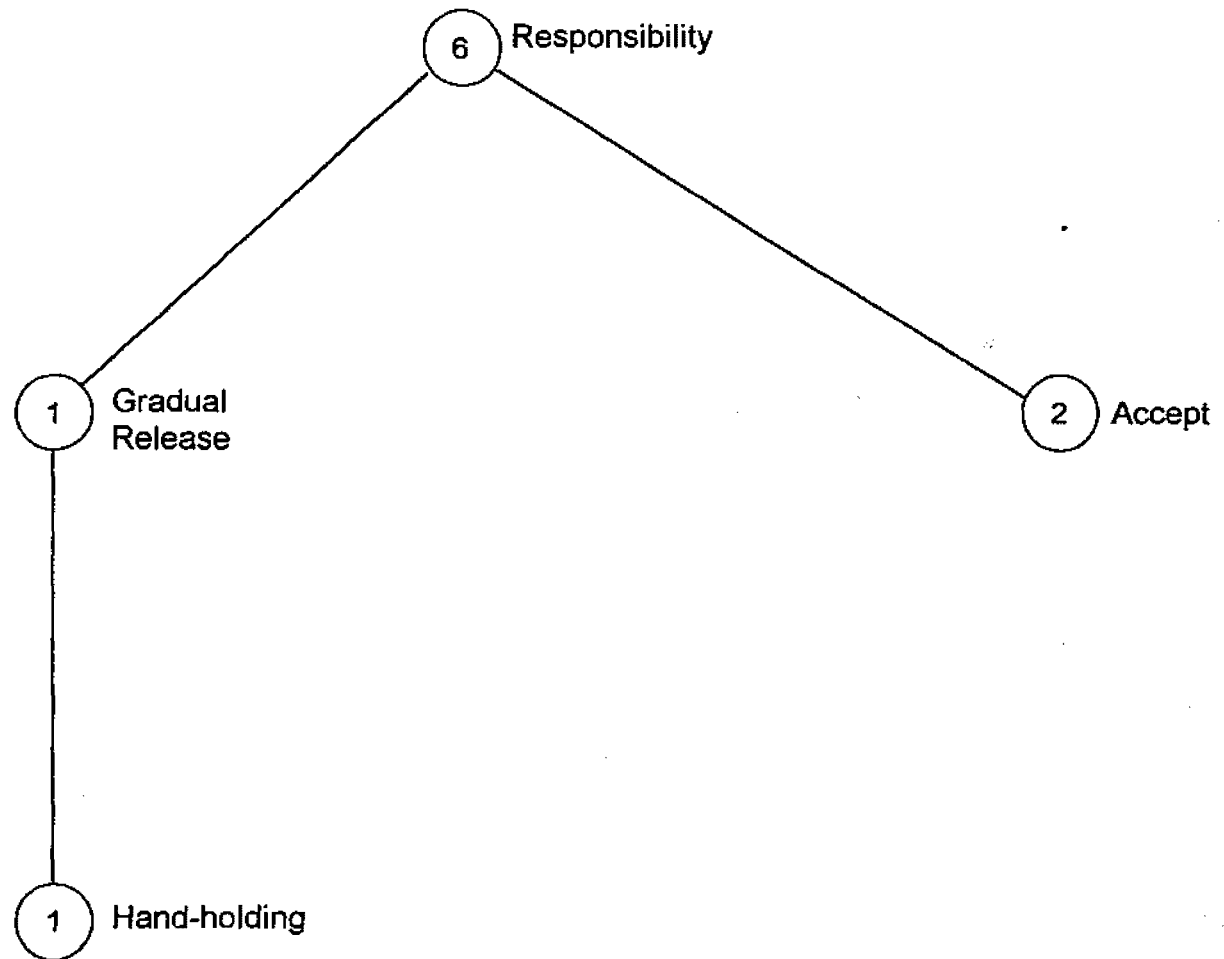 6 Responsibility
1 Gradual
Release
2 Accept
1 Hand-holding